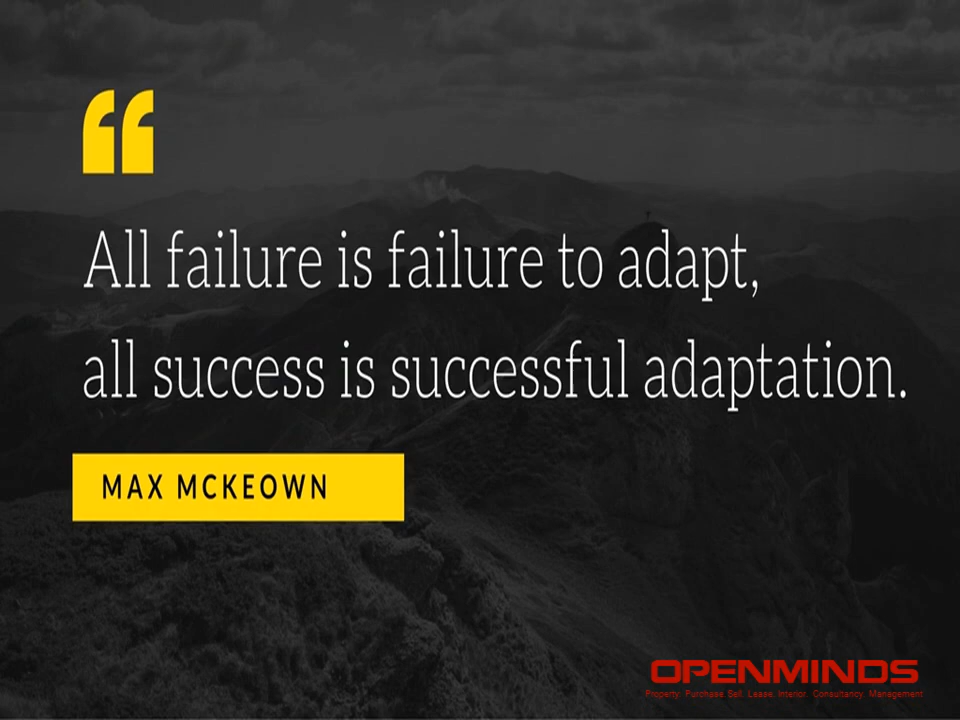 “
All failure is failure to adapt,
all success is successful adaptation.
MAX MCKEOWN
OPENMINDS
Property. Purchase. Sell. Lease. Interior. Consultancy. Management